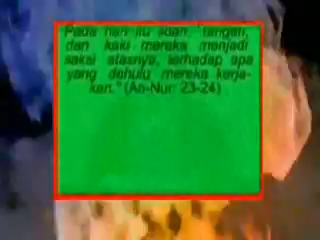 Pada hari itu lidah, tangan,
dan kaki mereka menjadi
saksi atasnya, terhadap apa
yang dahulu mereka kerja-
kan." (An-Nur: 23-24)